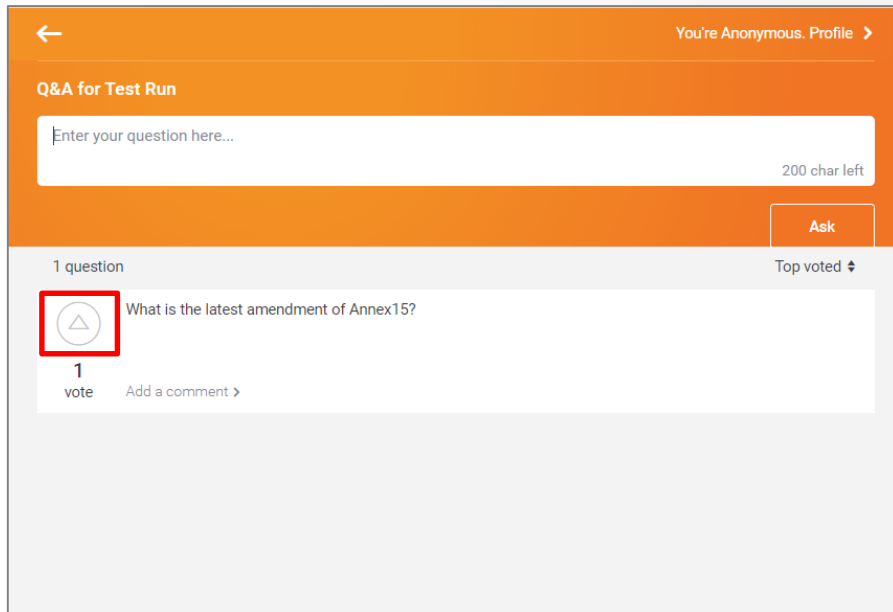 You're Anonymous. Profile
Q&A for Test Run
Enter your question here...
200 char left
Ask
1 question
Top voted
What is the latest amendment of Annex15?
1
vote
Add a comment